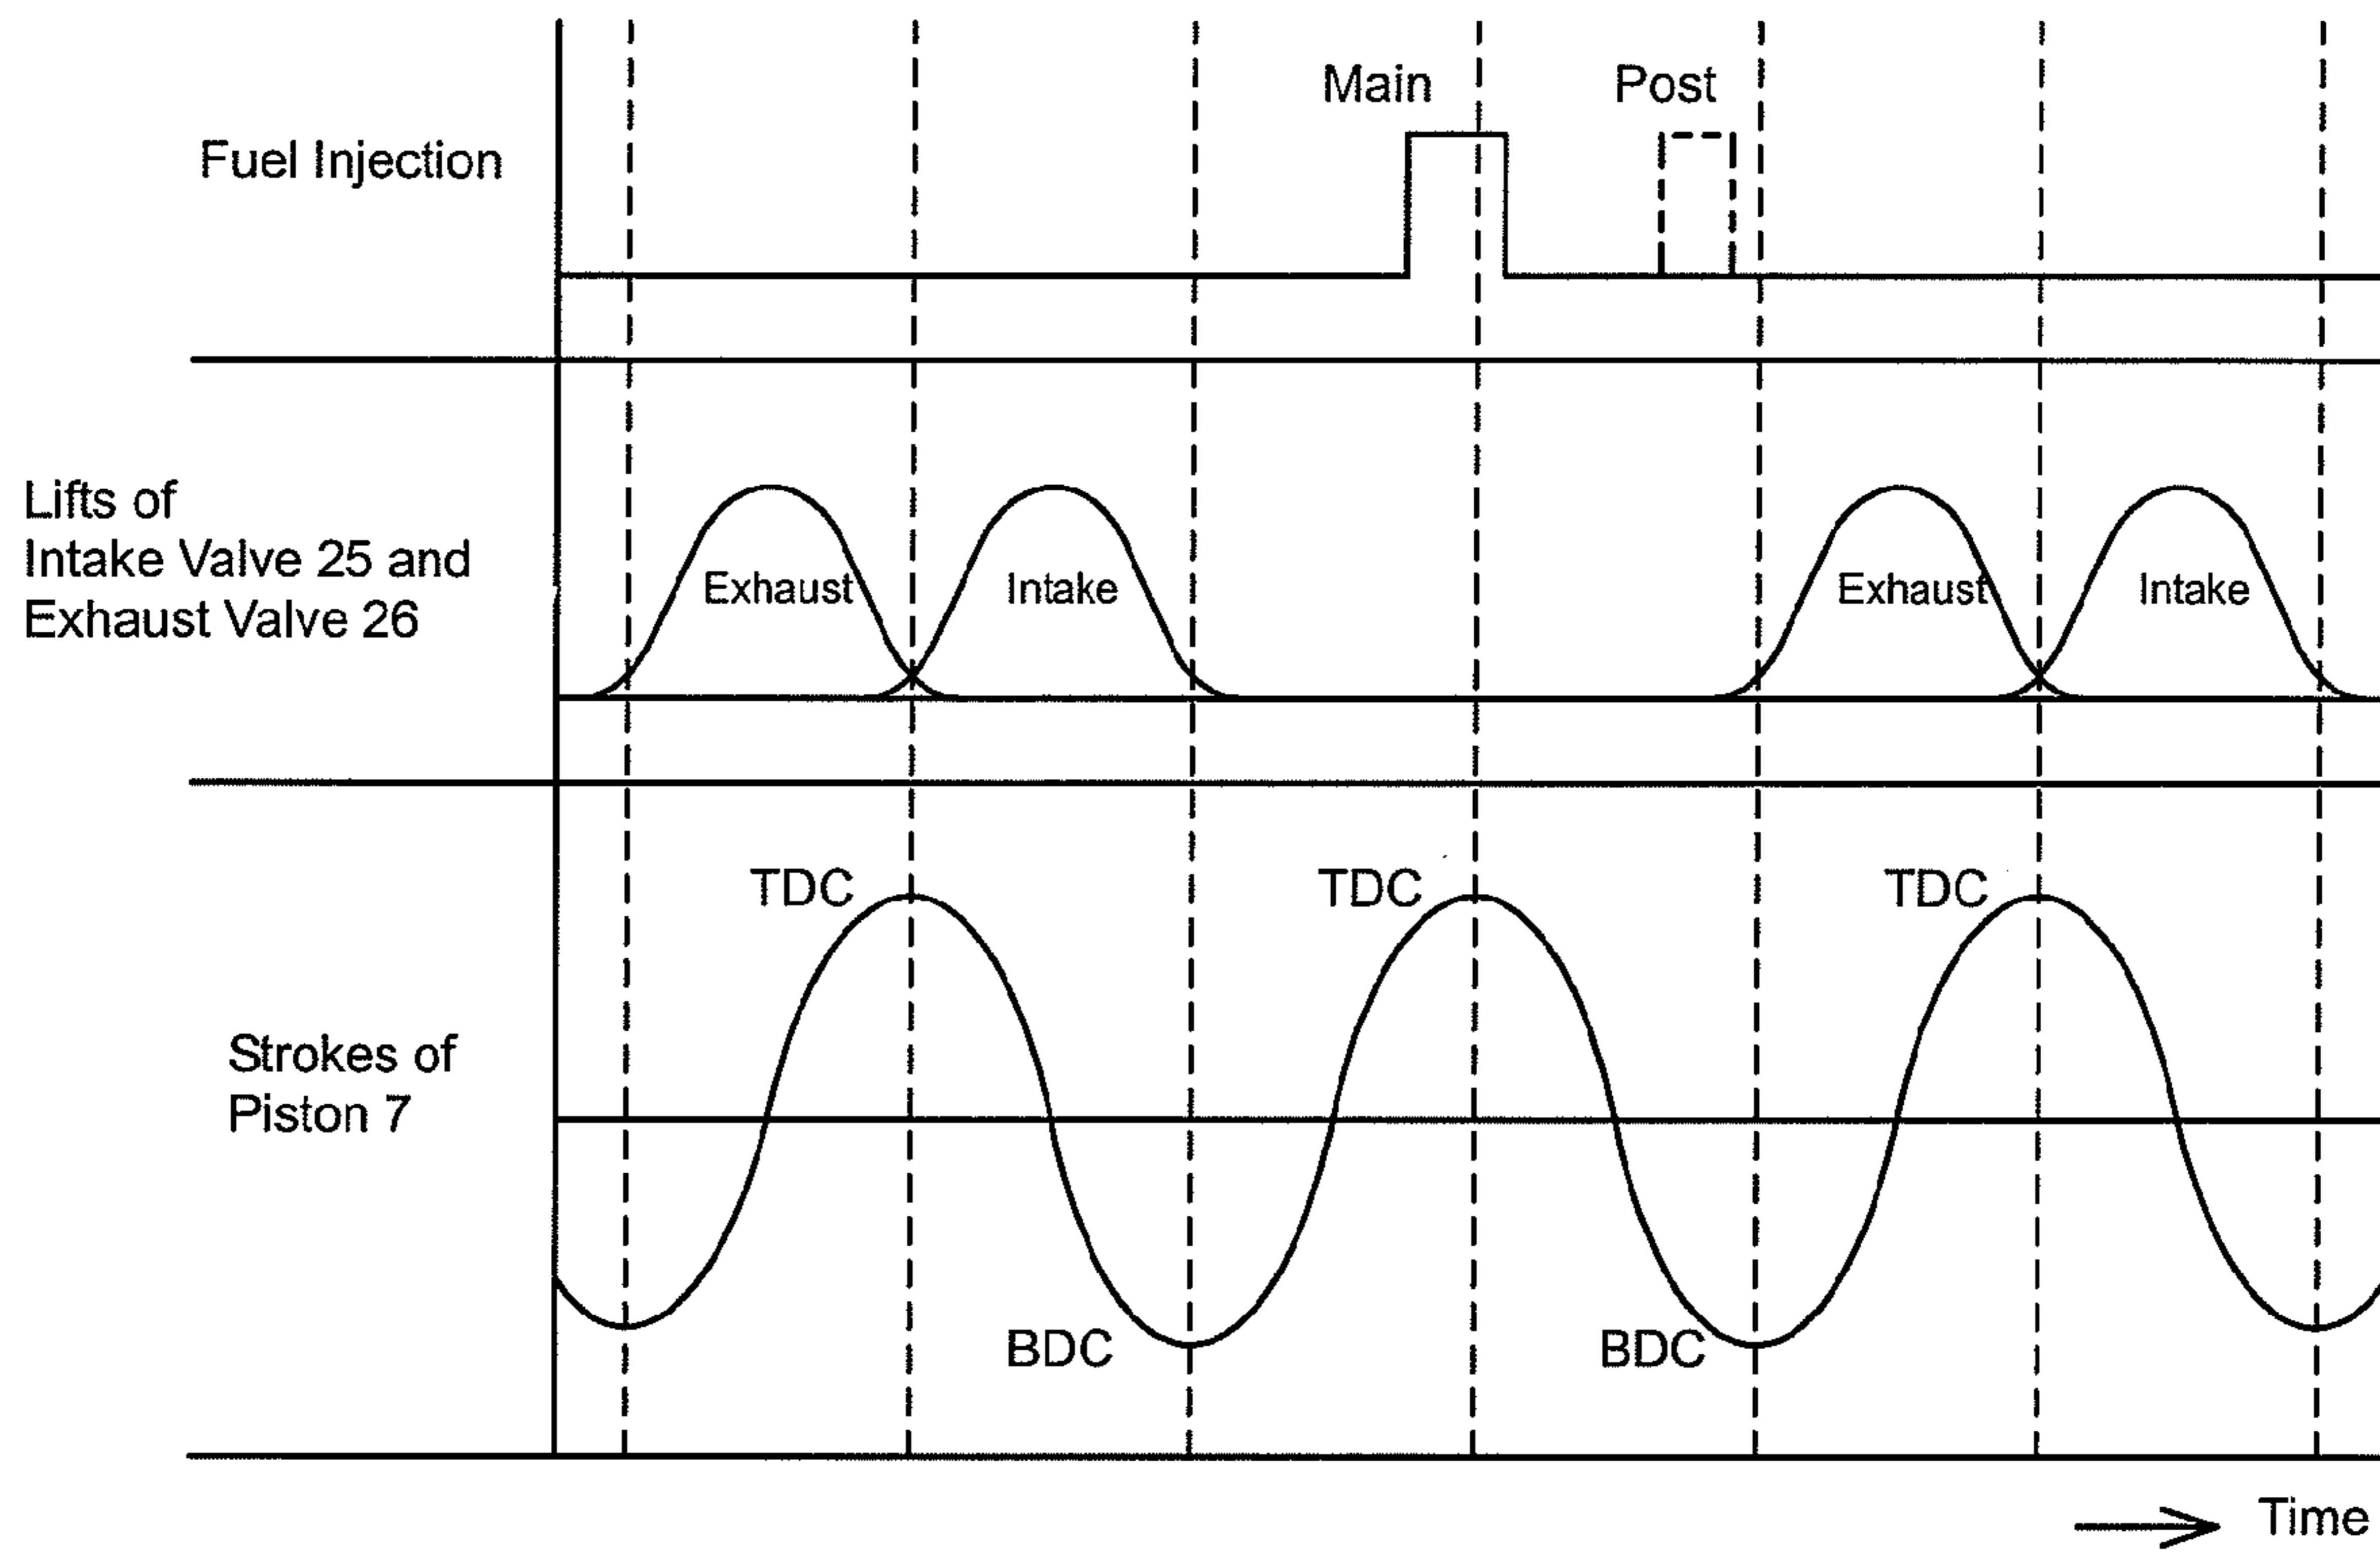 Main
Post
Fuel Injection
Lifts of
Intake Valve 25 and
Exhaust Valve 26
Exhaust
Intake
Exhaust
Intake
TDC
TDC
TDC
Strokes of
Piston 7
BDC
BDC
Time